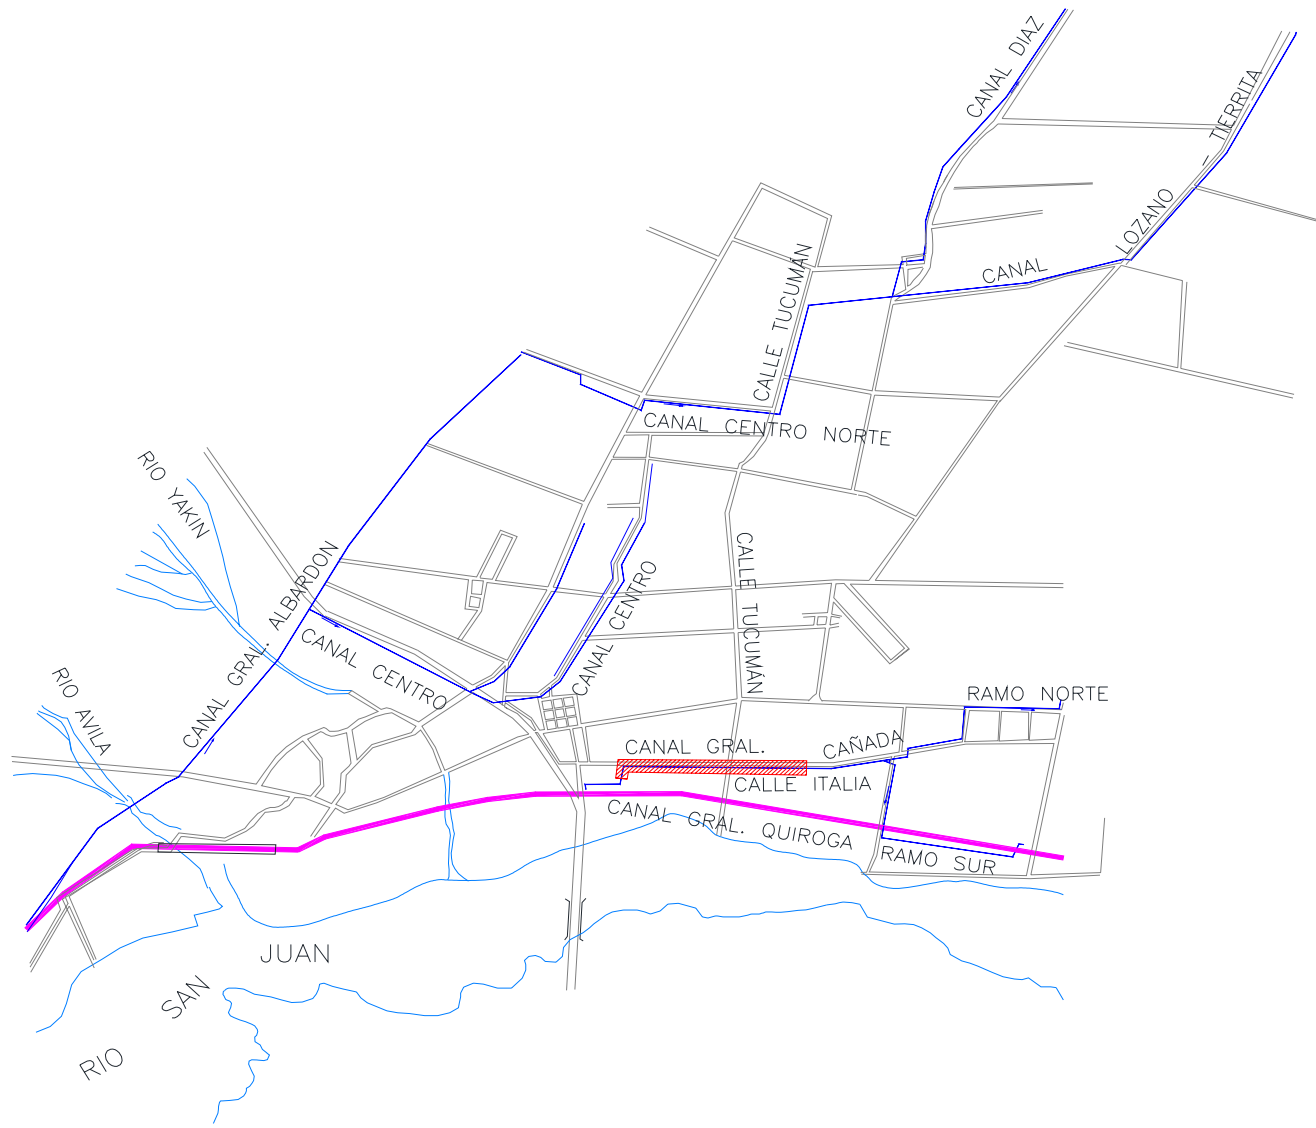 CANAL DIAZ
LOZANO - TIERRITA
CANAL
CALLE TUCUMÁN
CANAL CENTRO NORTE
RIO YAKIN
CANAL GRAL. ALBARDON
CALLE TUCUMÁN
CANAL CENTRO
CANAL CENTRO
RIO AVILA
RAMO NORTE
CANAL GRAL. CAÑADA
CALLE ITALIA
CANAL GRAL. QUIROGA
RAMO SUR
RIO SAN JUAN